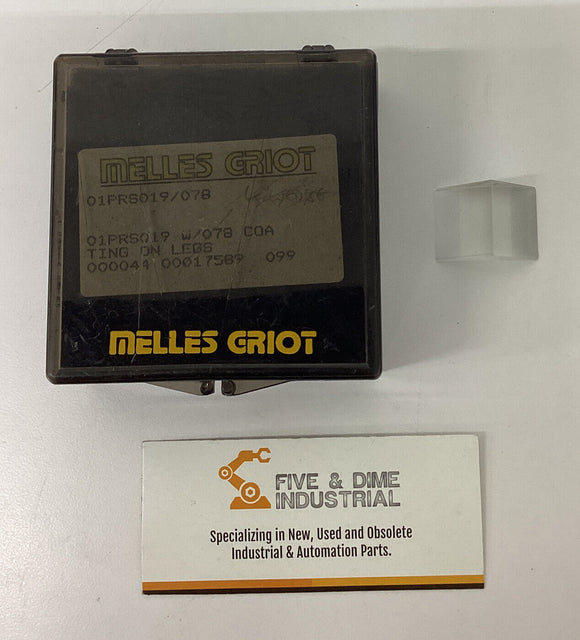 MELLES GRIOT
01PRS019/078
01PRS019 W/078 COA
TING ON LEGS
000044 00017589 099
MELLES GRIOT
FIVE & DIME
INDUSTRIAL
Specializing in New, Used and Obsolete
Industrial & Automation Parts.